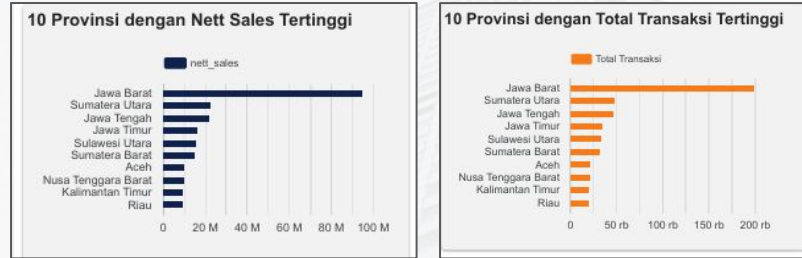 10 Provinsi dengan Nett Sales Tertinggi
nett_sales
Jawa Barat
Sumatera Utara
Jawa Tengah
Jawa Timur
Sulawesi Utara
Sumatera Barat
Aceh
Nusa Tenggara Barat
Kalimantan Timur
Riau
0 20 M 40 M 60 M 80 M 100 M
10 Provinsi dengan Total Transaksi Tertinggi
Total Transaksi
Jawa Barat
Sumatera Utara
Jawa Tengah
Jawa Timur
Sulawesi Utara
Sumatera Barat
Aceh
Nusa Tenggara Barat
Kalimantan Timur
Riau
0 50 rb 100 rb 150 rb 200 rb